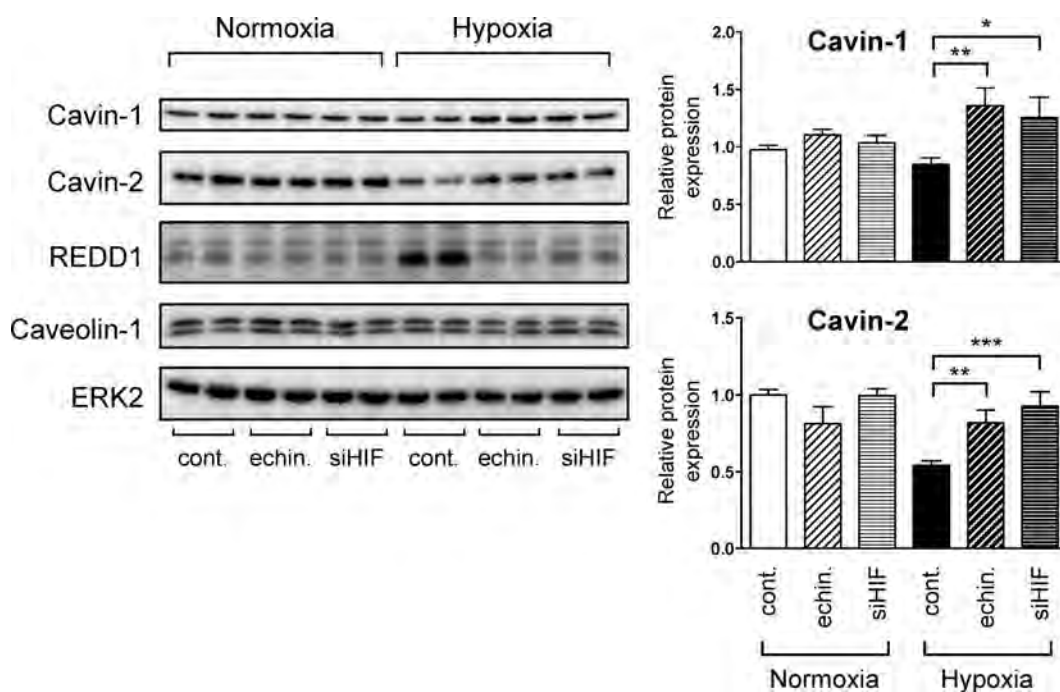 Normoxia Hypoxia
Cavin-1
Cavin-2
REDD1
Caveolin-1
ERK2
cont. echin. siHIF cont. echin. siHIF
Cavin-1
Relative protein
expression
2.0
1.5
1.0
0.5
0.0
*
**
Cavin-2
Relative protein
expression
1.5
1.0
0.5
0.0
***
**
cont. echin. siHIF cont. echin. siHIF
Normoxia Hypoxia